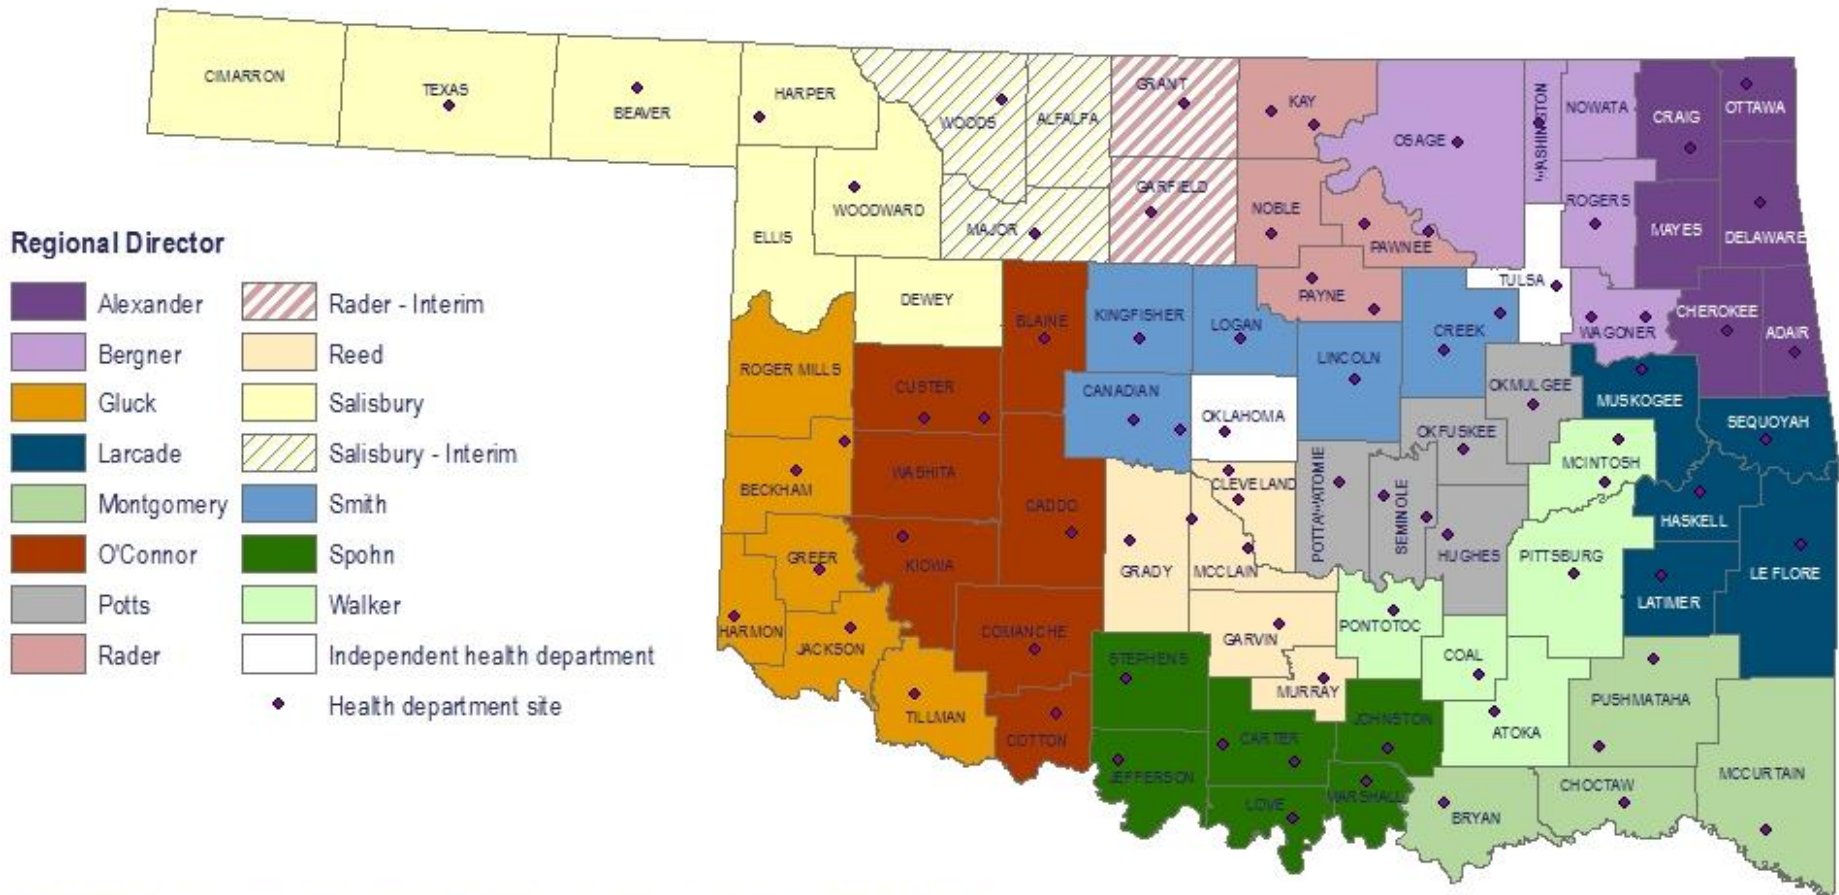 CIMARRON
TEXAS
BEAVER
HARPER
WOODS
ALFALFA
GRANT
KAY
OSAGE
WASHINGTON
NOWATA
CRAIG
OTTAWA
ELLIS
WOODWARD
MAJOR
GARFIELD
NOBLE
PAWNEE
ROGERS
MAYES
DELAWARE
DEWEY
BLAINE
KINGFISHER
LOGAN
PAYNE
CREEK
TULSA
WAGONER
CHEROKEE
ADAIR
ROGER MILLS
CUSTER
CANADIAN
OKLAHOMA
LINCOLN
OKMULGEE
MUSKOGEE
SEQUOYAH
BECKHAM
WASHITA
CADDO
CLEVELAND
POTTAWATOMIE
SEMINOLE
OKFUSKEE
MCINTOSH
HASKELL
GREER
KIOWA
GRADY
MCCLAIN
HUGHES
PITTSBURG
LATIMER
LE FLORE
HARMON
JACKSON
COMANCHE
GARVIN
PONTOTOC
COAL
TILLMAN
COTTON
STEPHENS
MURRAY
JOHNSTON
ATOKA
PUSHMATAHA
JEFFERSON
CARTER
LOVE
MARSHALL
BRYAN
CHOCTAW
MCCURTAIN
Regional Director
Alexander
Bergner
Gluck
Larcade
Montgomery
O'Connor
Potts
Rader
Rader - Interim
Reed
Salisbury
Salisbury - Interim
Smith
Spohn
Walker
Independent health department
Health department site